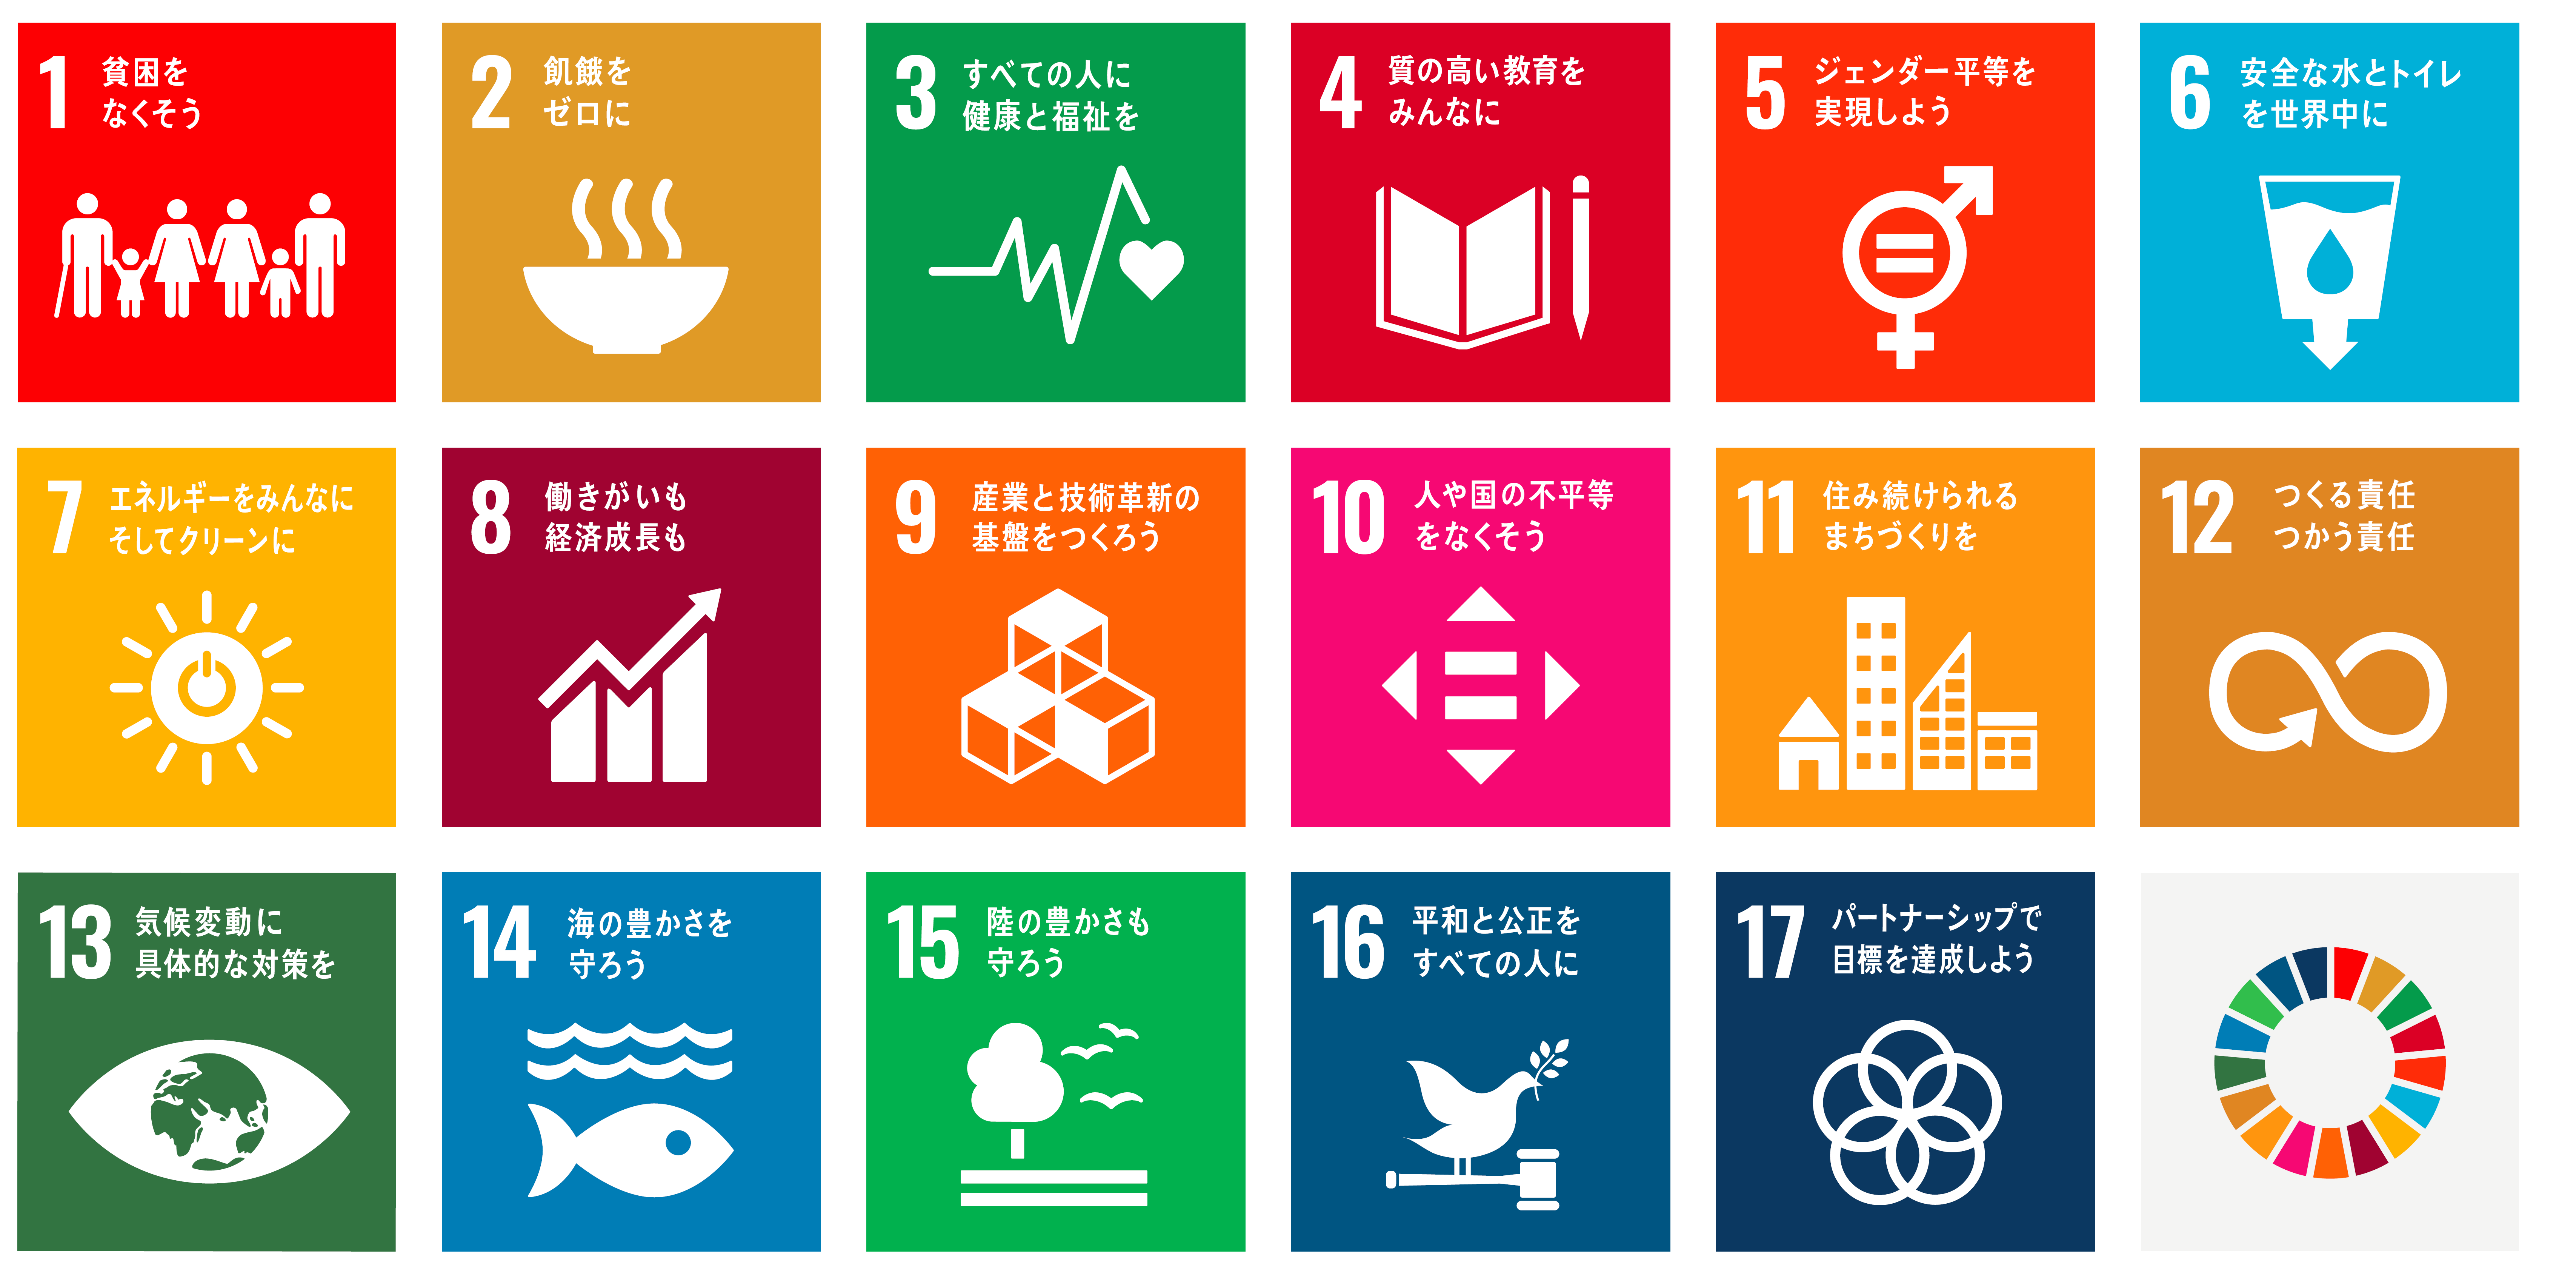 1
貧困を
なくそう
2
飢餓を
ゼロに
3
すべての人に
健康と福祉を
4
質の高い教育を
みんなに
5
ジェンダー平等を
実現しよう
6
安全な水とトイレ
を世界中に
7
エネルギーをみんなに
そしてクリーンに
8
働きがいも
経済成長も
9
産業と技術革新の
基盤をつくろう
10
人や国の不平等
をなくそう
11
住み続けられる
まちづくりを
12
つくる責任
つかう責任
13
気候変動に
具体的な対策を
14
海の豊かさを
守ろう
15
陸の豊かさも
守ろう
16
平和と公正を
すべての人に
17
パートナーシップで
目標を達成しよう